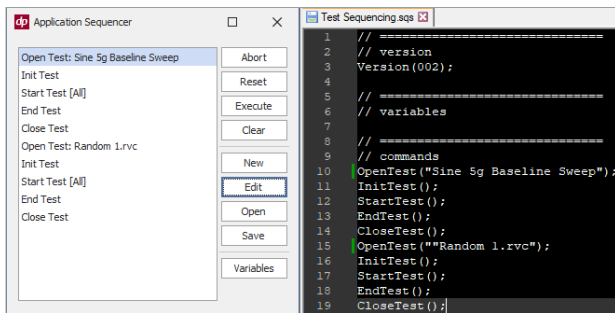 dp Application Sequencer
Open Test: Sine 5g Baseline Sweep
Init Test
Start Test [All]
End Test
Close Test
Open Test: Random 1.rvc
Init Test
Start Test [All]
End Test
Close Test
Abort
Reset
Execute
Clear
New
Edit
Open
Save
Variables
Test Sequencing.sqs
1 // ==============================
2 // version
3 Version(002);
4
5 // ==============================
6 // variables
7
8 // ==============================
9 // commands
10 OpenTest("Sine 5g Baseline Sweep");
11 InitTest();
12 StartTest();
13 EndTest();
14 CloseTest();
15 OpenTest(""Random 1.rvc");
16 InitTest();
17 StartTest();
18 EndTest();
19 CloseTest();